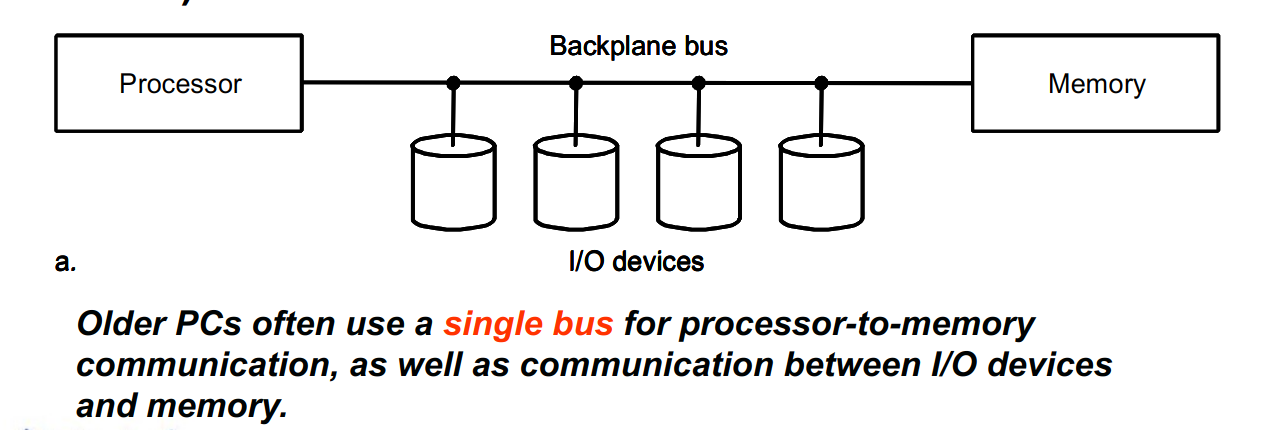 Backplane bus
Processor
Memory
a.
I/O devices
Older PCs often use a single bus for processor-to-memory
communication, as well as communication between I/O devices
and memory.